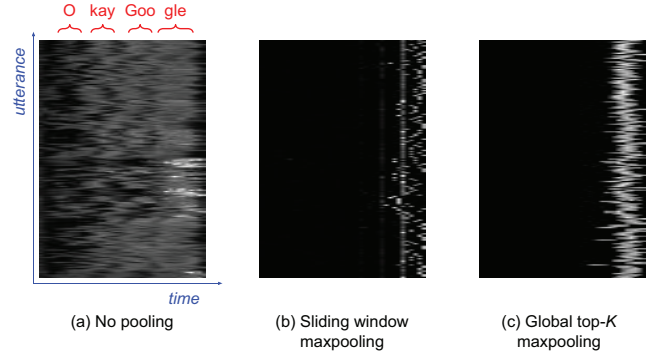 O kay Goo gle
utterance
time
(a) No pooling
(b) Sliding window
maxpooling
(c) Global top-K
maxpooling